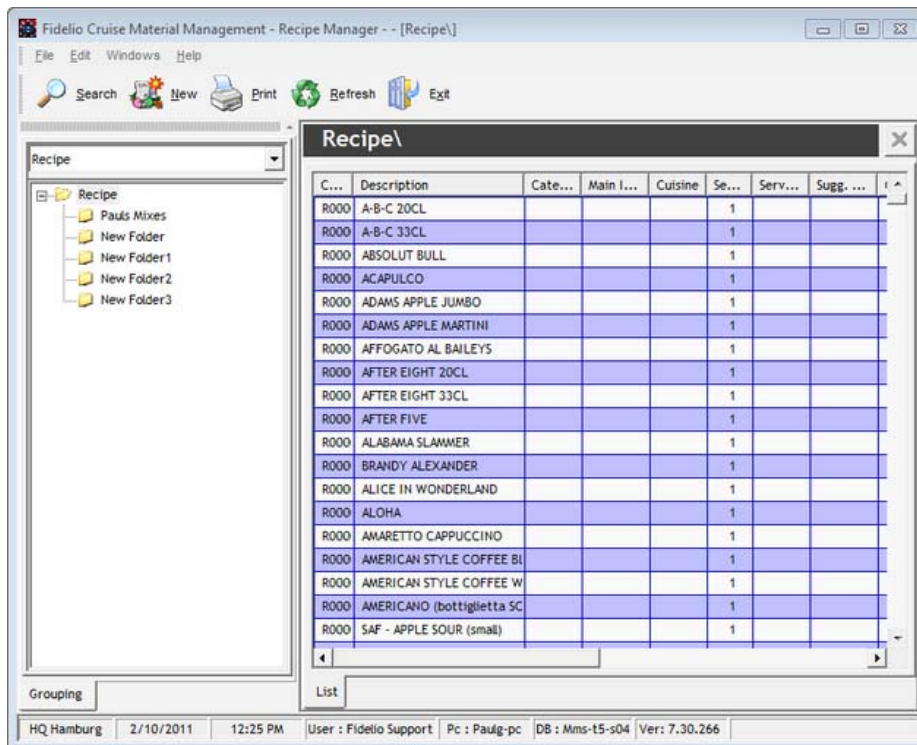 Fidelio Cruise Material Management - Recipe Manager - - [Recipe\]
File Edit Windows Help
Search New Print Refresh Exit
Recipe
Recipe
Pauls Mixes
New Folder
New Folder1
New Folder2
New Folder3
Grouping
Recipe\
C... Description Cate... Main I... Cuisine Se... Serv... Sugg. ...
R000 A-B-C 20CL 1
R000 A-B-C 33CL 1
R000 ABSOLUT BULL 1
R000 ACAPULCO 1
R000 ADAMS APPLE JUMBO 1
R000 ADAMS APPLE MARTINI 1
R000 AFFOGATO AL BAILEYS 1
R000 AFTER EIGHT 20CL 1
R000 AFTER EIGHT 33CL 1
R000 AFTER FIVE 1
R000 ALABAMA SLAMMER 1
R000 BRANDY ALEXANDER 1
R000 ALICE IN WONDERLAND 1
R000 ALOHA 1
R000 AMARETTO CAPPUCCINO 1
R000 AMERICAN STYLE COFFEE BL 1
R000 AMERICAN STYLE COFFEE W 1
R000 AMERICANO (bottiglietta SC 1
R000 SAF - APPLE SOUR (small) 1
List
HQ Hamburg 2/10/2011 12:25 PM User : Fidelio Support Pc : Paulg-pc DB : Mms-t5-s04 Ver: 7.30.266